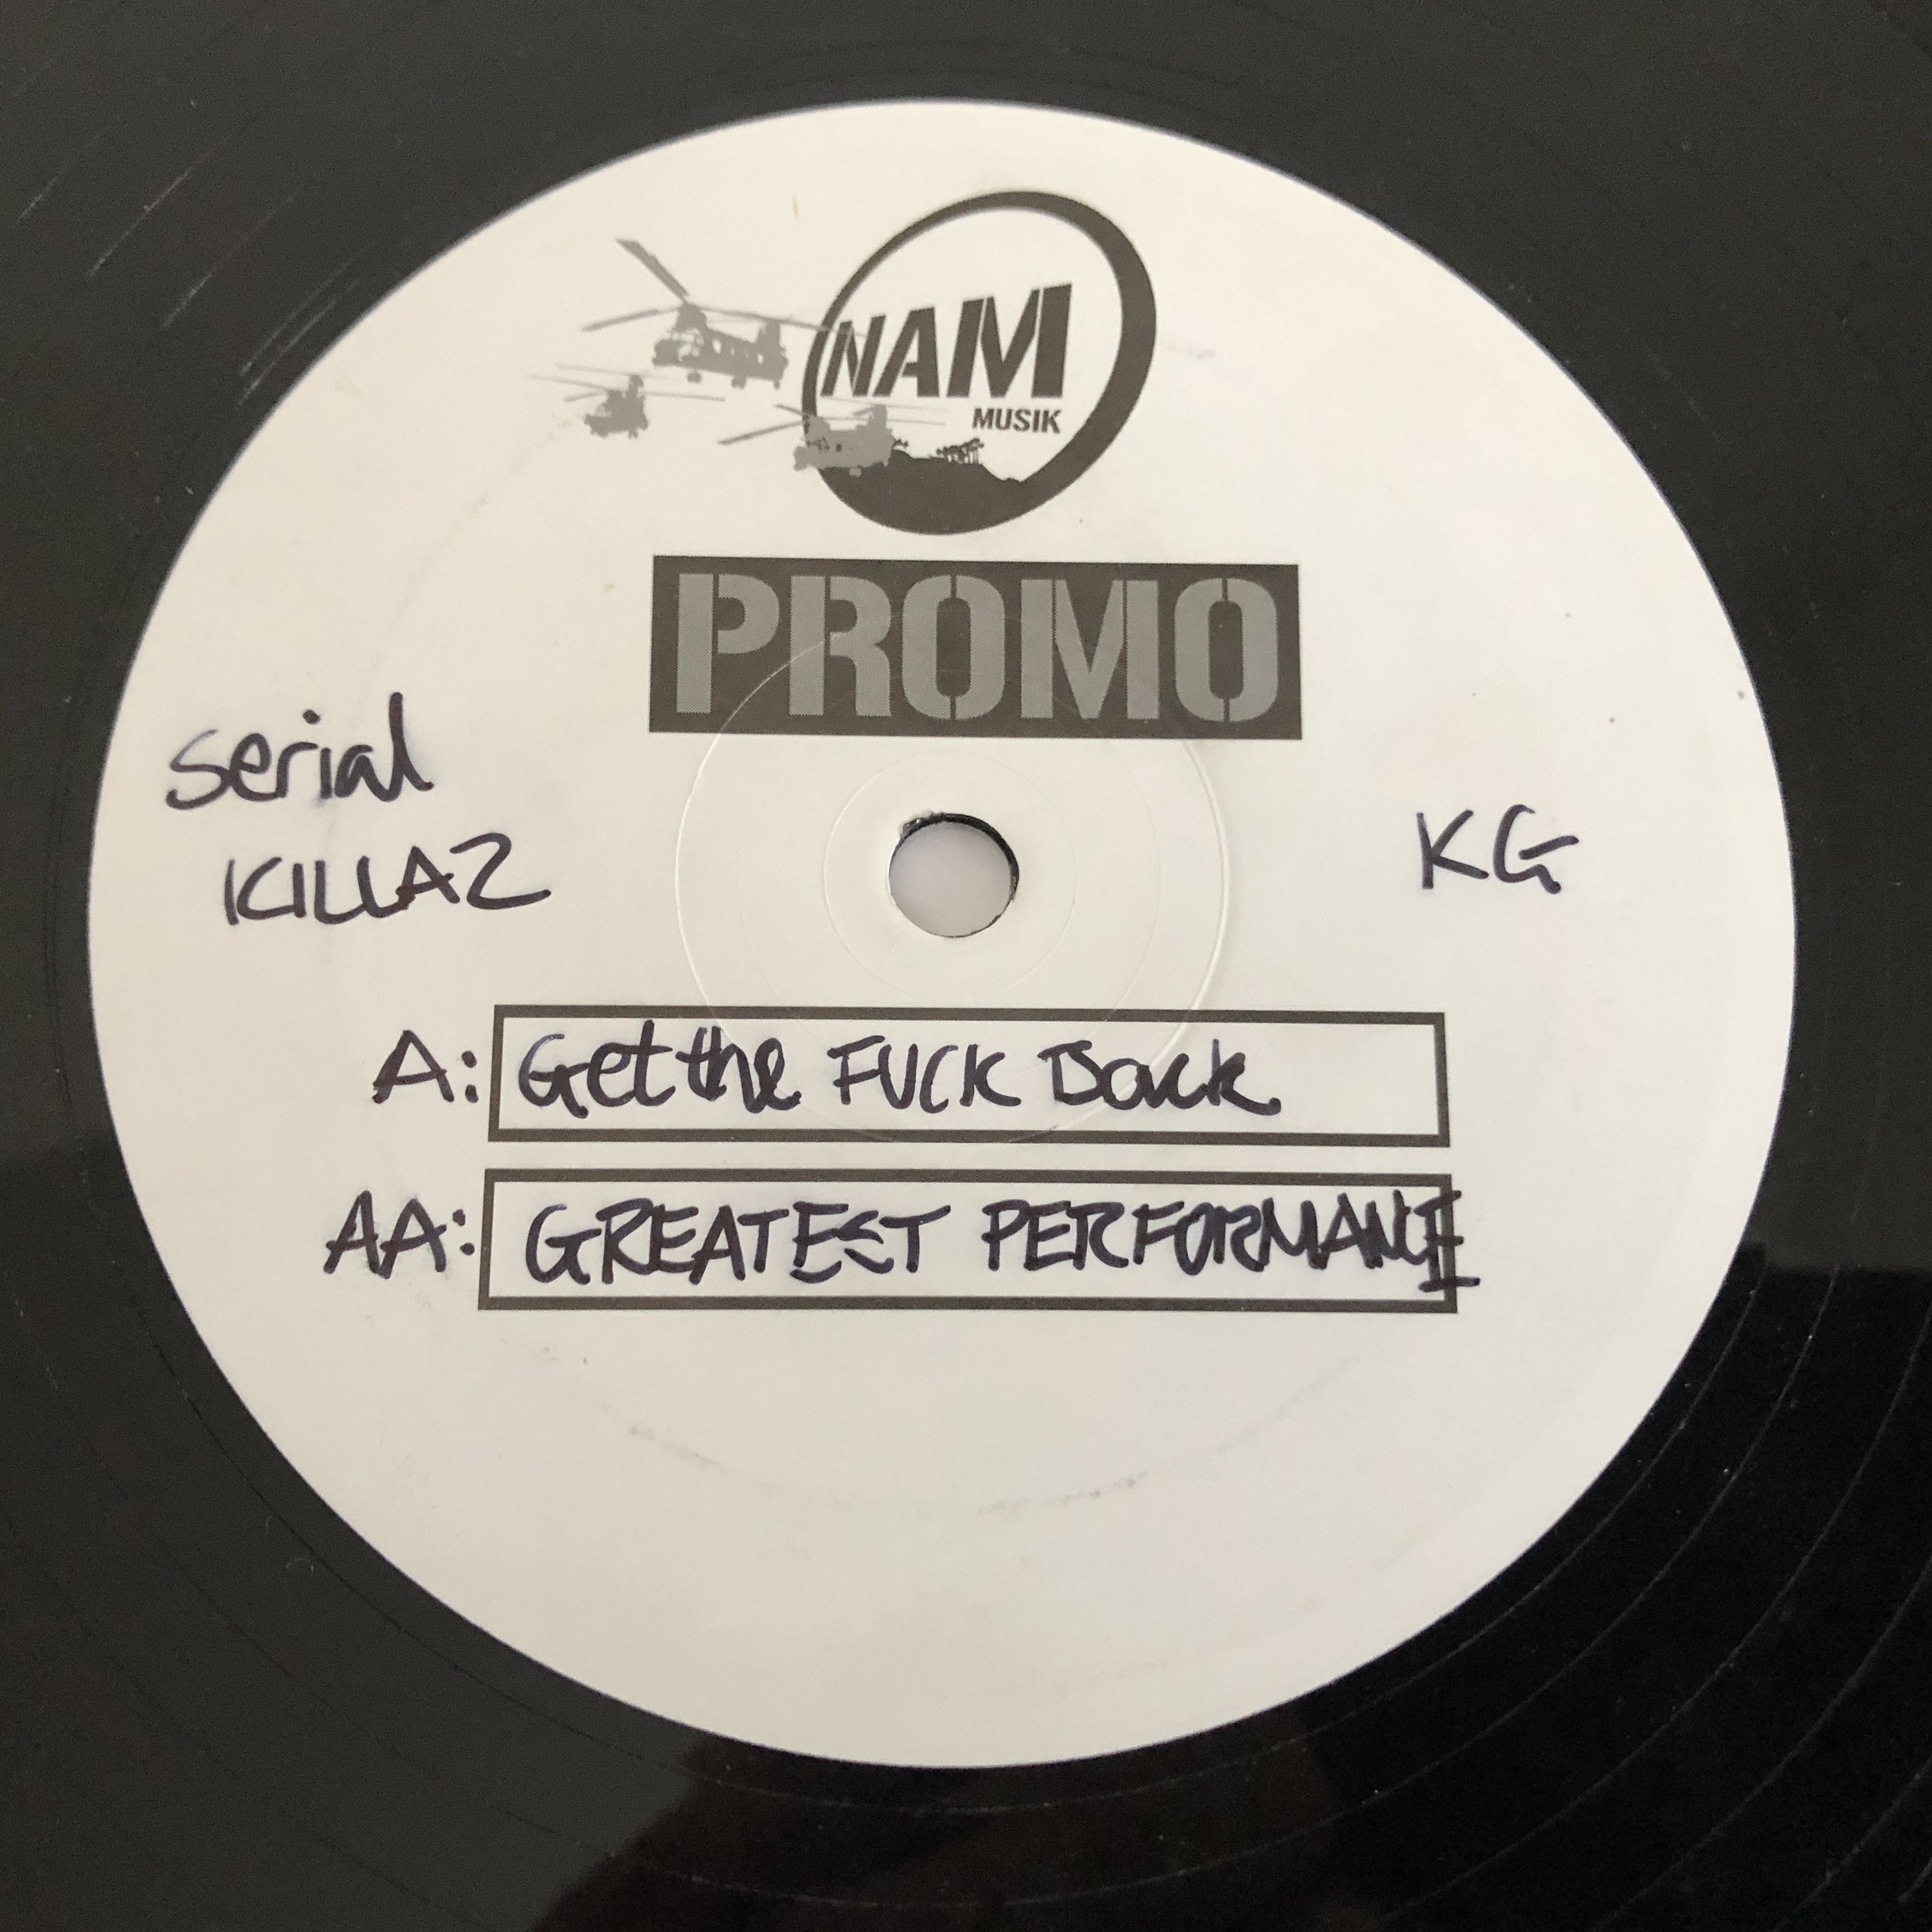 NAM
MUSIK
PROMO
serial
KILLAZ
KG
A: Get the FUCK Back
AA: GREATEST PERFORMANCE